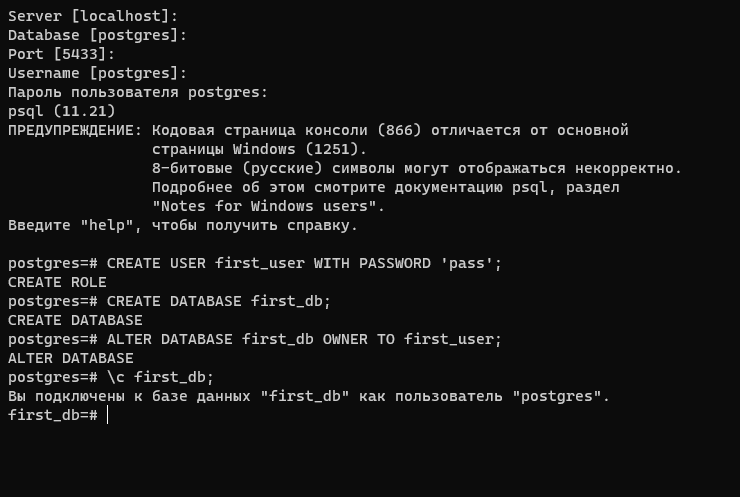 Server [localhost]:
Database [postgres]:
Port [5433]:
Username [postgres]:
Пароль пользователя postgres:
psql (11.21)
ПРЕДУПРЕЖДЕНИЕ: Кодовая страница консоли (866) отличается от основной
страницы Windows (1251).
8-битовые (русские) символы могут отображаться некорректно.
Подробнее об этом смотрите документацию psql, раздел
"Notes for Windows users".
Введите "help", чтобы получить справку.

postgres=# CREATE USER first_user WITH PASSWORD 'pass';
CREATE ROLE
postgres=# CREATE DATABASE first_db;
CREATE DATABASE
postgres=# ALTER DATABASE first_db OWNER TO first_user;
ALTER DATABASE
postgres=# \c first_db;
Вы подключены к базе данных "first_db" как пользователь "postgres".
first_db=#